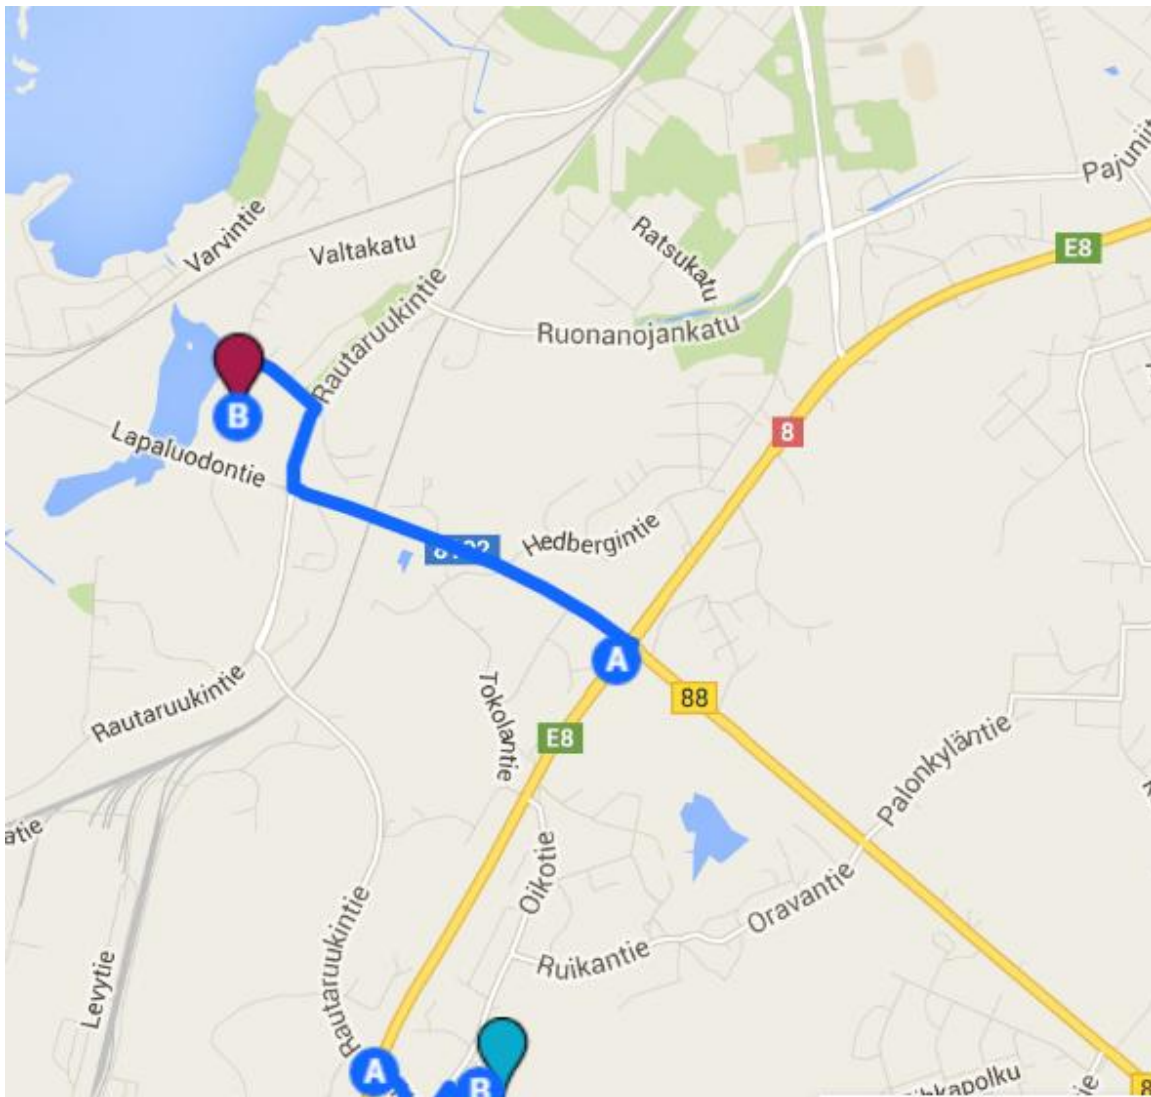 Pajuniit
Varvintie
Valtakatu
Ratsukatu
E8
Rautaruukintie
Ruonanojankatu
B
8
Lapaluodontie
Hedbergintie
A
88
Rautaruukintie
Tokolantie
E8
Palonkyläntie
atie
Oikotie
Oravantie
Rautaruukintie
Ruikantie
Levytie
A
B
8